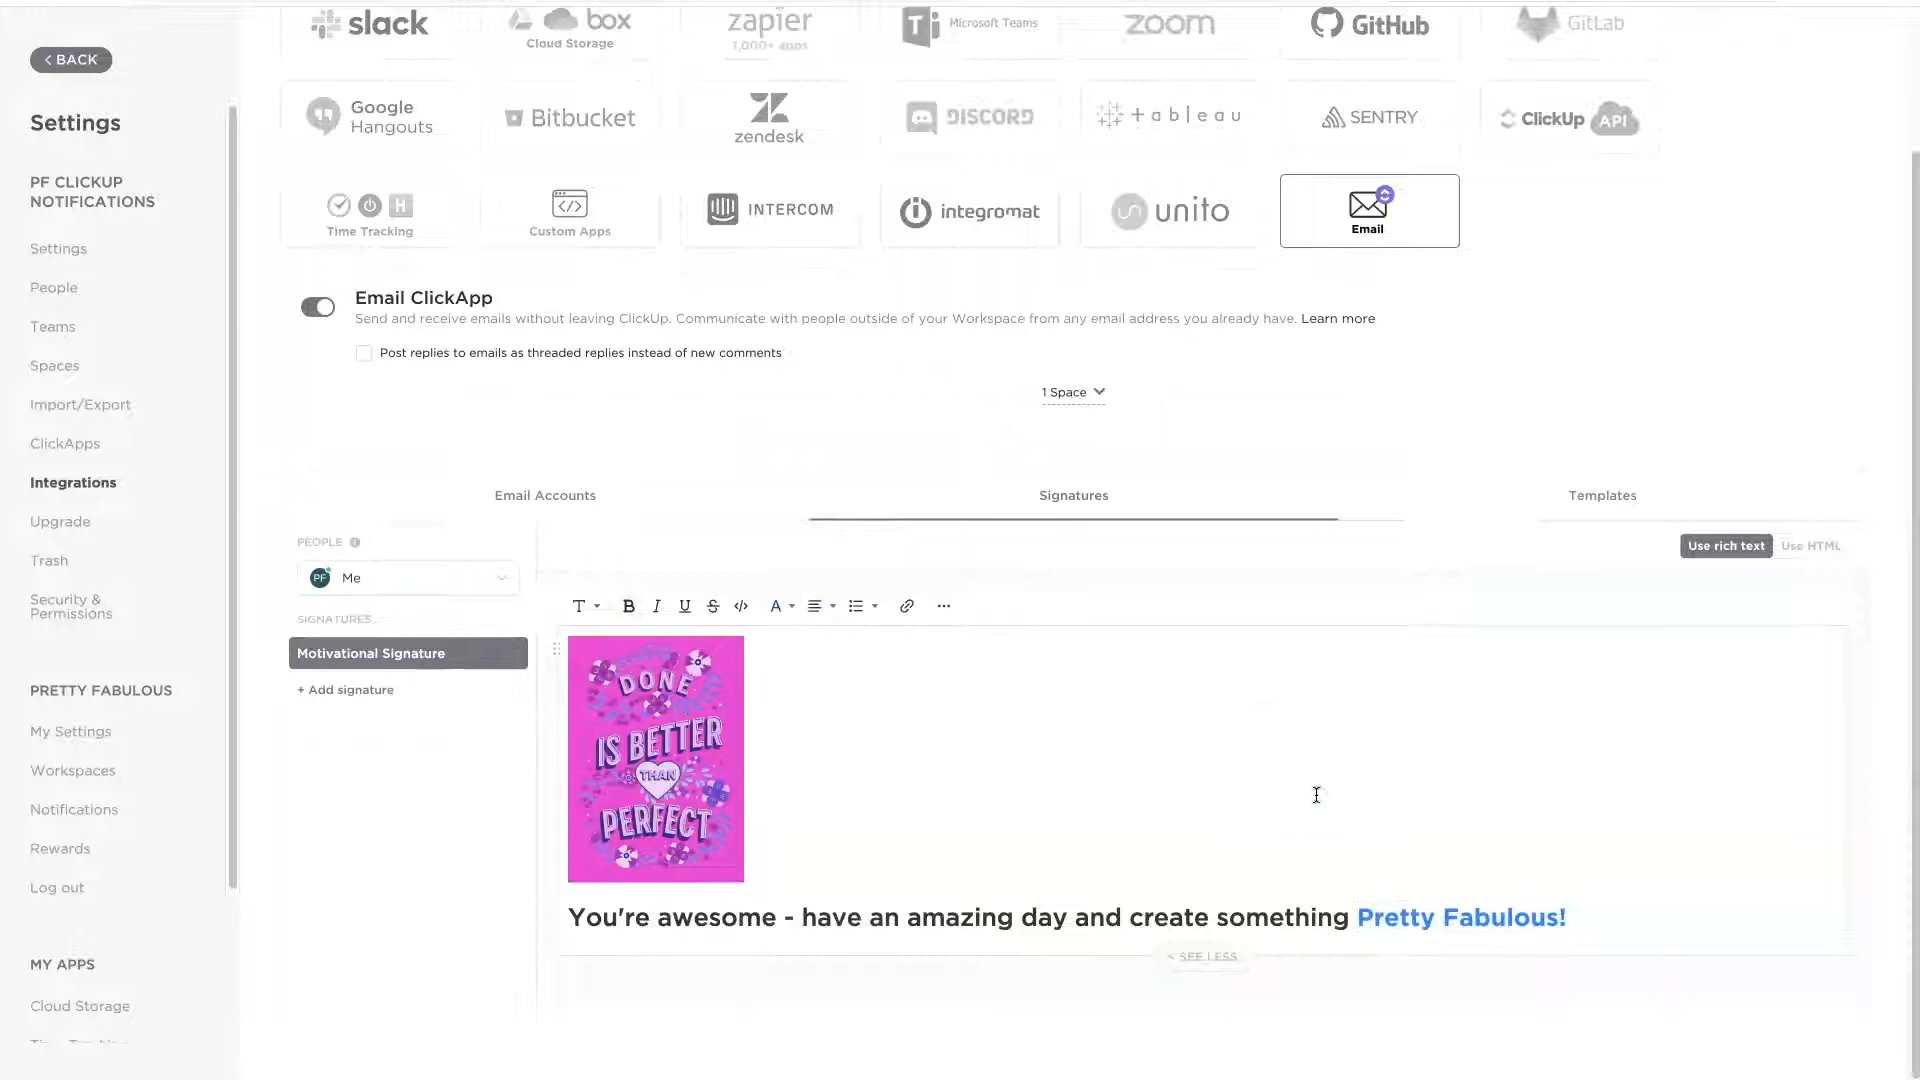 slack
box
Cloud Storage
zapier
1,000+ apps
Microsoft Teams
zoom
GitHub
GitLab
< BACK
Google
Hangouts
Bitbucket
zendesk
DISCORD
+ableau
SENTRY
ClickUp API
Settings
PF CLICKUP
NOTIFICATIONS
H
Time Tracking
Custom Apps
INTERCOM
integromat
unito
Email
Settings
People
Teams
Spaces
Import/Export
ClickApps
Integrations
Upgrade
Trash
Security &
Permissions
PRETTY FABULOUS
My Settings
Workspaces
Notifications
Rewards
Log out
MY APPS
Cloud Storage
Email ClickApp
Send and receive emails without leaving ClickUp. Communicate with people outside of your Workspace from any email address you already have. Learn more
Post replies to emails as threaded replies instead of new comments
1 Space
Email Accounts
Signatures
Templates
PEOPLE
Use rich text
Use HTML
PF
Me
SIGNATURES
Motivational Signature
+ Add signature
T B I U S </> A
DONE
IS BETTER
THAN
PERFECT
You're awesome - have an amazing day and create something Pretty Fabulous!
SEE LESS